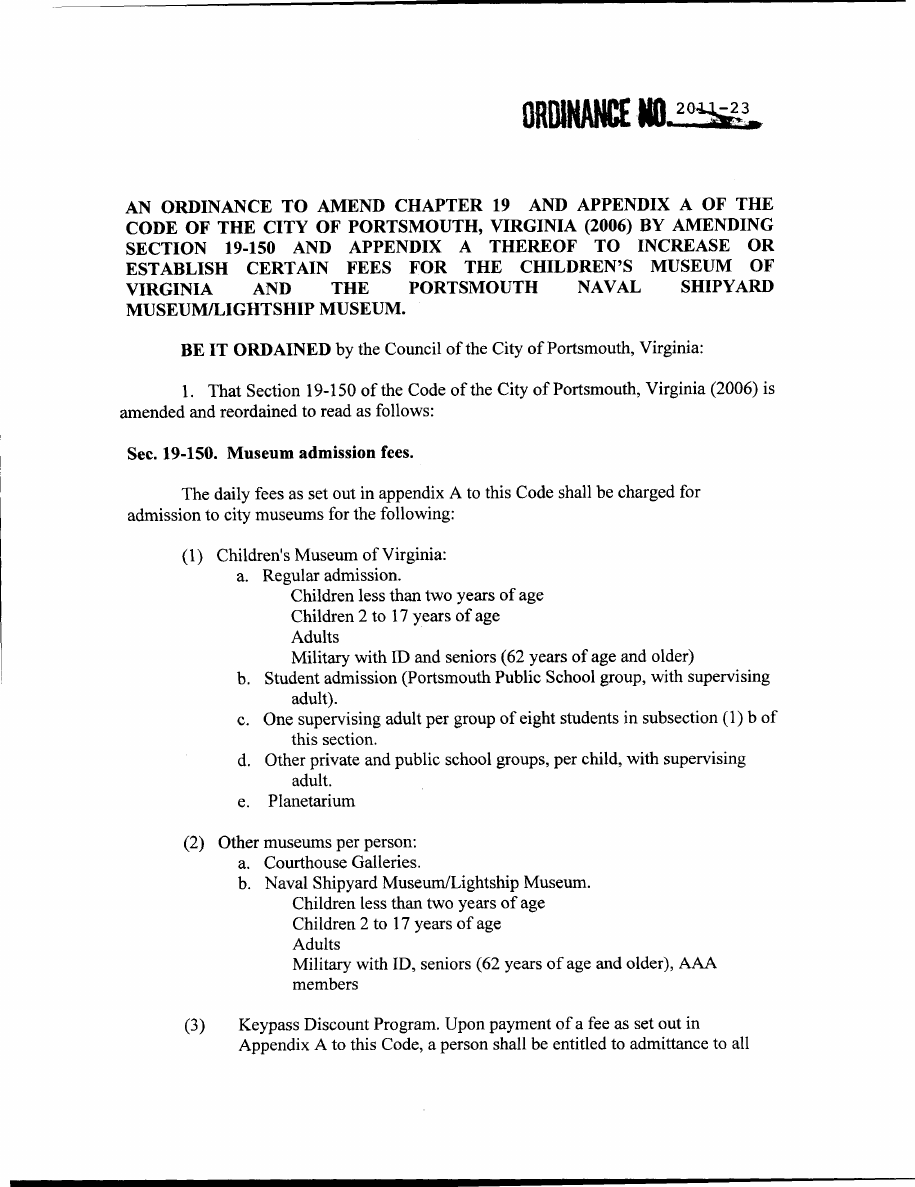 ORDINANCE NO. 2011-23
AN ORDINANCE TO AMEND CHAPTER 19 AND APPENDIX A OF THE
CODE OF THE CITY OF PORTSMOUTH, VIRGINIA (2006) BY AMENDING
SECTION 19-150 AND APPENDIX A THEREOF TO INCREASE OR
ESTABLISH CERTAIN FEES FOR THE CHILDREN'S MUSEUM OF
VIRGINIA AND THE PORTSMOUTH NAVAL SHIPYARD
MUSEUM/LIGHTSHIP MUSEUM.
BE IT ORDAINED by the Council of the City of Portsmouth, Virginia:
1. That Section 19-150 of the Code of the City of Portsmouth, Virginia (2006) is
amended and reordained to read as follows:
Sec. 19-150. Museum admission fees.
The daily fees as set out in appendix A to this Code shall be charged for
admission to city museums for the following:
(1) Children's Museum of Virginia:
a. Regular admission.
Children less than two years of age
Children 2 to 17 years of age
Adults
Military with ID and seniors (62 years of age and older)
b. Student admission (Portsmouth Public School group, with supervising
adult).
c. One supervising adult per group of eight students in subsection (1) b of
this section.
d. Other private and public school groups, per child, with supervising
adult.
e. Planetarium
(2) Other museums per person:
a. Courthouse Galleries.
b. Naval Shipyard Museum/Lightship Museum.
Children less than two years of age
Children 2 to 17 years of age
Adults
Military with ID, seniors (62 years of age and older), AAA
members
(3) Keypass Discount Program. Upon payment of a fee as set out in
Appendix A to this Code, a person shall be entitled to admittance to all